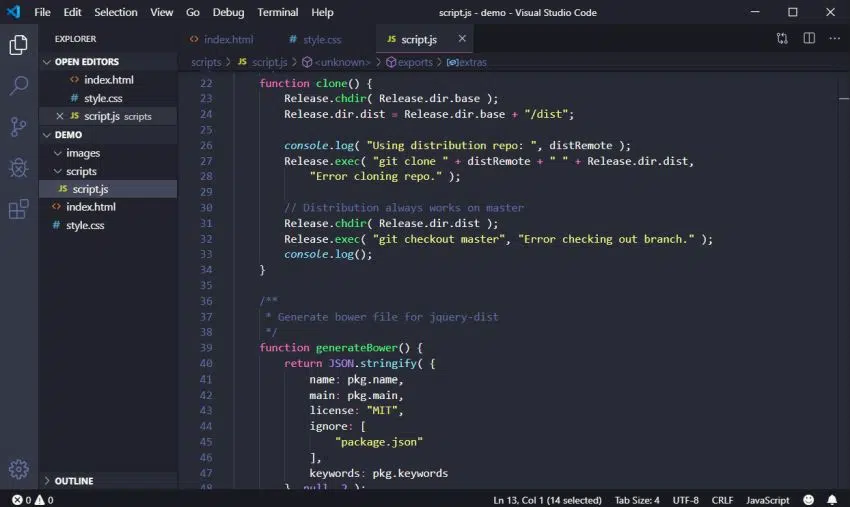 File Edit Selection View Go Debug Terminal Help script.js - demo - Visual Studio Code
EXPLORER
OPEN EDITORS
index.html
style.css
script.js scripts
DEMO
images
scripts
JS script.js
index.html
# style.css
OUTLINE
index.html # style.css JS script.js
scripts > JS script.js > <unknown> > exports > extras
22 function clone() {
23 Release.chdir( Release.dir.base );
24 Release.dir.dist = Release.dir.base + "/dist";
25
26 console.log( "Using distribution repo: ", distRemote );
27 Release.exec( "git clone " + distRemote + " " + Release.dir.dist,
28 "Error cloning repo." );
29
30 // Distribution always works on master
31 Release.chdir( Release.dir.dist );
32 Release.exec( "git checkout master", "Error checking out branch." );
33 console.log();
34 }
35
36 /**
37 * Generate bower file for jquery-dist
38 */
39 function generateBower() {
40 return JSON.stringify( {
41 name: pkg.name,
42 main: pkg.main,
43 license: "MIT",
44 ignore: [
45 "package.json"
46 ],
47 keywords: pkg.keywords
48 }, null, 2 );
0 0 Ln 13, Col 1 (14 selected) Tab Size: 4 UTF-8 CRLF JavaScript